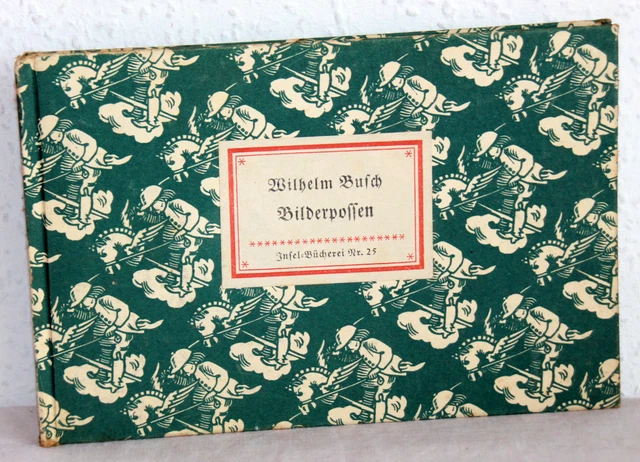 Wilhelm Buſch
Bilderpoſſen
Inſel-Bücherei Nr. 25